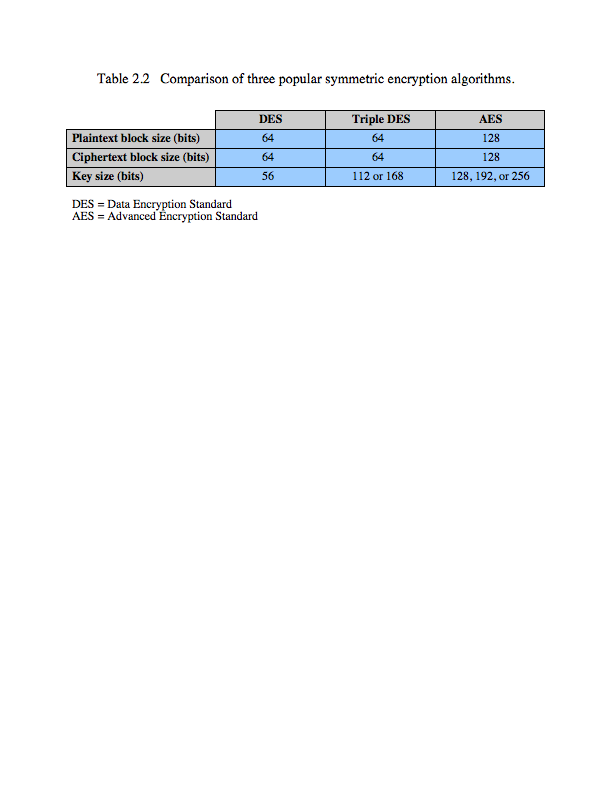 Table 2.2 Comparison of three popular symmetric encryption algorithms.
DES Triple DES AES
Plaintext block size (bits) 64 64 128
Ciphertext block size (bits) 64 64 128
Key size (bits) 56 112 or 168 128, 192, or 256
DES = Data Encryption Standard
AES = Advanced Encryption Standard